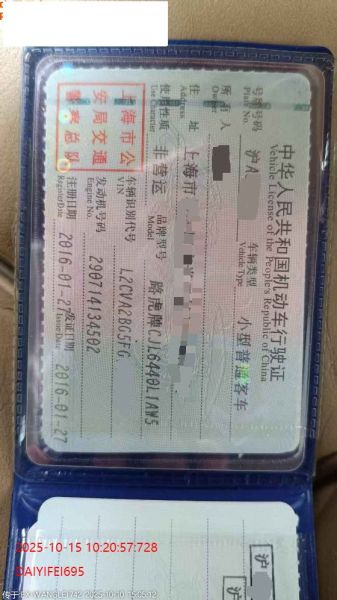 中华人民共和国机动车行驶证
Vehicle License of the People's Republic of China
号牌号码 沪A
Plate No.
车辆类型 小型普通客车
Vehicle Type
所有人
Owner
住址 上海市
Address
使用性质 非营运
Use Character
品牌型号 路虎牌CJL6440L1AW5
Model
上海市公
安局交通
警察总队
车辆识别代号 L2CVA2BG5FG
VIN
发动机号码 290714134502
Engine No.
注册日期 2016-01-27
Register Date
发证日期 2016-01-27
Issue Date
沪
沪
2025-10-15 10:20:57:728
DAIYIFEI695